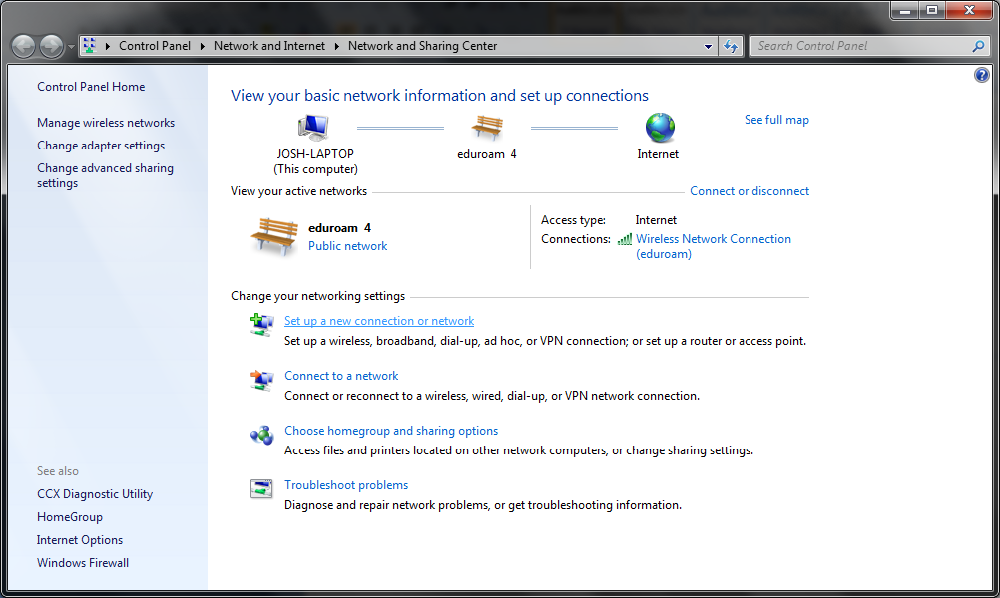 Control Panel ▸ Network and Internet ▸ Network and Sharing Center
Search Control Panel
Control Panel Home
Manage wireless networks
Change adapter settings
Change advanced sharing
settings
See also
CCX Diagnostic Utility
HomeGroup
Internet Options
Windows Firewall
View your basic network information and set up connections
See full map
JOSH-LAPTOP
(This computer)
eduroam 4
Internet
View your active networks
Connect or disconnect
eduroam 4
Public network
Access type: Internet
Connections: Wireless Network Connection
(eduroam)
Change your networking settings
Set up a new connection or network
Set up a wireless, broadband, dial-up, ad hoc, or VPN connection; or set up a router or access point.
Connect to a network
Connect or reconnect to a wireless, wired, dial-up, or VPN network connection.
Choose homegroup and sharing options
Access files and printers located on other network computers, or change sharing settings.
Troubleshoot problems
Diagnose and repair network problems, or get troubleshooting information.